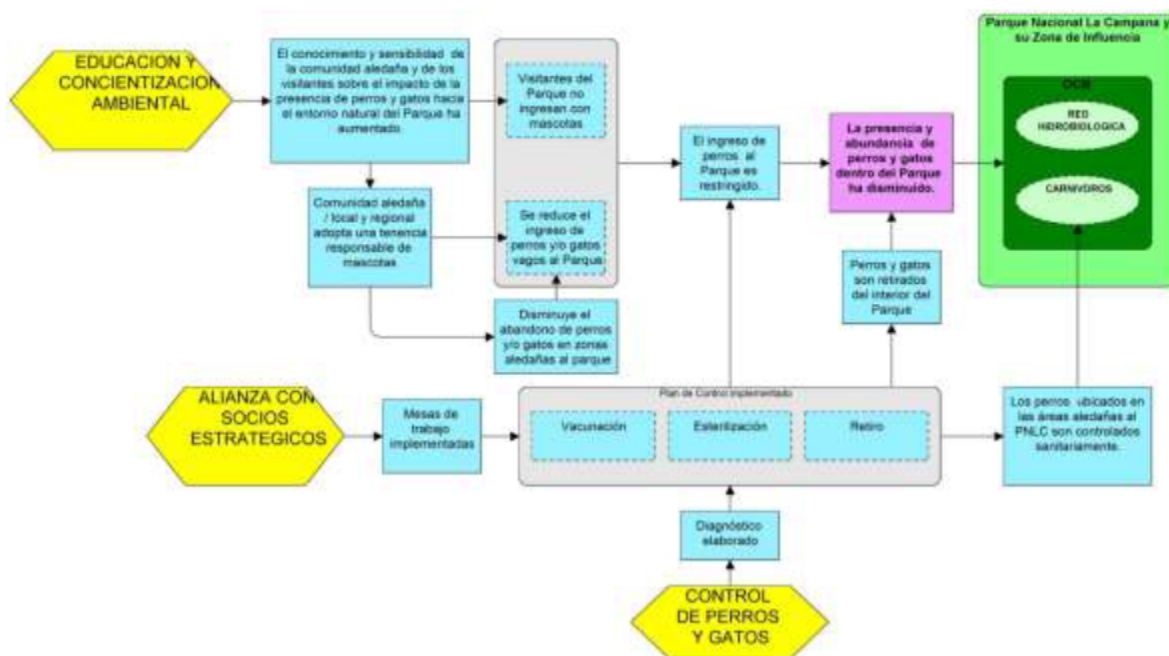 EDUCACION Y
CONCIENTIZACION
AMBIENTAL
El conocimiento y sensibilidad de
la comunidad aledaña y de los
visitantes sobre el impacto de la
presencia de perros y gatos hacia
el entorno natural del Parque ha
aumentado.
Comunidad aledaña
/ local y regional
adopta una tenencia
responsable de
mascotas
Visitantes del
Parque no
ingresan con
mascotas
Se reduce el
ingreso de
perros y/o gatos
vagos al Parque
Disminuye el
abandono de perros
y/o gatos en zonas
aledañas al parque
El ingreso de
perros al
Parque es
restringido.
La presencia y
abundancia de
perros y gatos
dentro del Parque
ha disminuido.
Perros y gatos
son retirados
del interior del
Parque
Parque Nacional La Campana y
su Zona de Influencia
OCB
RED
HIDROBIOLOGICA
CARNIVOROS
ALIANZA CON
SOCIOS
ESTRATEGICOS
Mesas de
trabajo
implementadas
Plan de Control implementado
Vacunación
Esterilización
Retiro
Los perros ubicados en
las áreas aledañas al
PNLC son controlados
sanitariamente.
Diagnóstico
elaborado
CONTROL
DE PERROS
Y GATOS